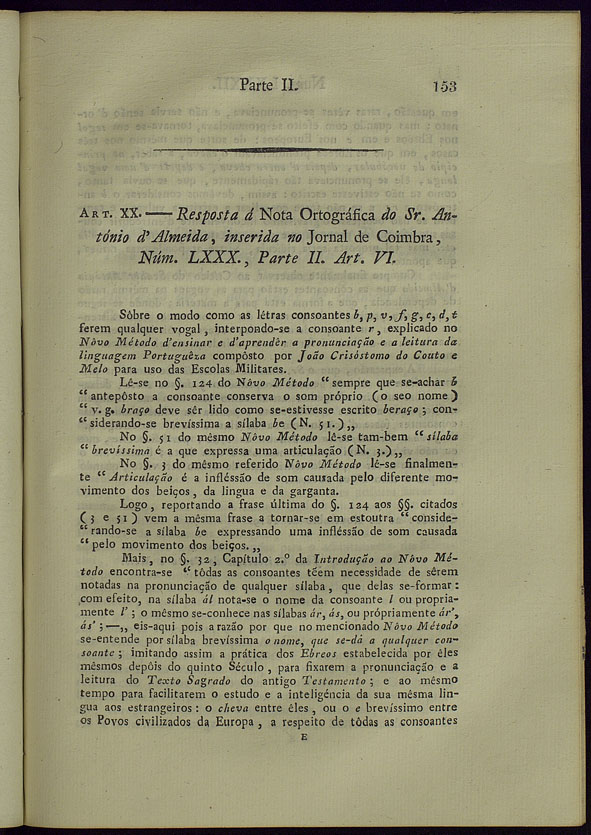 Parte II.
153
ART. XX. — Resposta á Nota Ortográfica do Sr. An-
tónio d'Almeida, inserida no Jornal de Coimbra,
Núm. LXXX., Parte II. Art. VI.
Sôbre o modo como as létras consoantes b, p, v, f, g, c, d, t
ferem qualquer vogal, interpondo-se a consoante r, explicado no
Nôvo Método d'ensinar e d'aprendêr a pronunciação e a leitura da
linguagem Portuguêza compôsto por João Crisóstomo do Couto e
Melo para uso das Escolas Militares.
Lê-se no §. 124 do Nôvo Método “sempre que se-achar b
“antepôsto a consoante conserva o som próprio (o seo nome)
“v. g. braço deve sêr lido como se-estivesse escrito beraço; con-
“siderando-se brevíssima a sílaba be (N. 51.)„
No §. 51 do mêsmo Nôvo Método lê-se tam-bem “sílaba
“brevíssima é a que expressa uma articulação (N. 3.)„
No §. 3 do mêsmo referido Nôvo Método lê-se finalmen-
te “Articulação é a infléssão de som causada pelo diferente mo-
vimento dos beiços, da lingua e da garganta.
Logo, reportando a frase última do §. 124 aos §§. citados
(3 e 51) vem a mêsma frase a tornar-se em estoutra “conside-
“rando-se a sílaba be expressando uma infléssão de som causada
“pelo movimento dos beiços.„
Mais, no §. 32, Capítulo 2.º da Introdução ao Nôvo Mé-
todo encontra-se “tôdas as consoantes tẽem necessidade de sêrem
notadas na pronunciação de qualquer sílaba, que delas se-formar:
com efeito, na sílaba ál nota-se o nome da consoante l ou propria-
mente l'; o mêsmo se-conhece nas sílabas ár, ás, ou própriamente ár',
ás'; —„ eis-aqui pois a razão por que no mencionado Nôvo Método
se-entende por sílaba brevíssima o nome, que se-dá a qualquer con-
soante; imitando assim a prática dos Ebreos estabelecida por êles
mêsmos depôis do quinto Século, para fixarem a pronunciação e a
leitura do Texto Sagrado do antigo Testamento; e ao mêsmo
tempo para facilitarem o estudo e a inteligência da sua mêsma lin-
gua aos estrangeiros: o cheva entre êles, ou o e brevíssimo entre
os Povos civilizados da Europa, a respeito de tôdas as consoantes
E